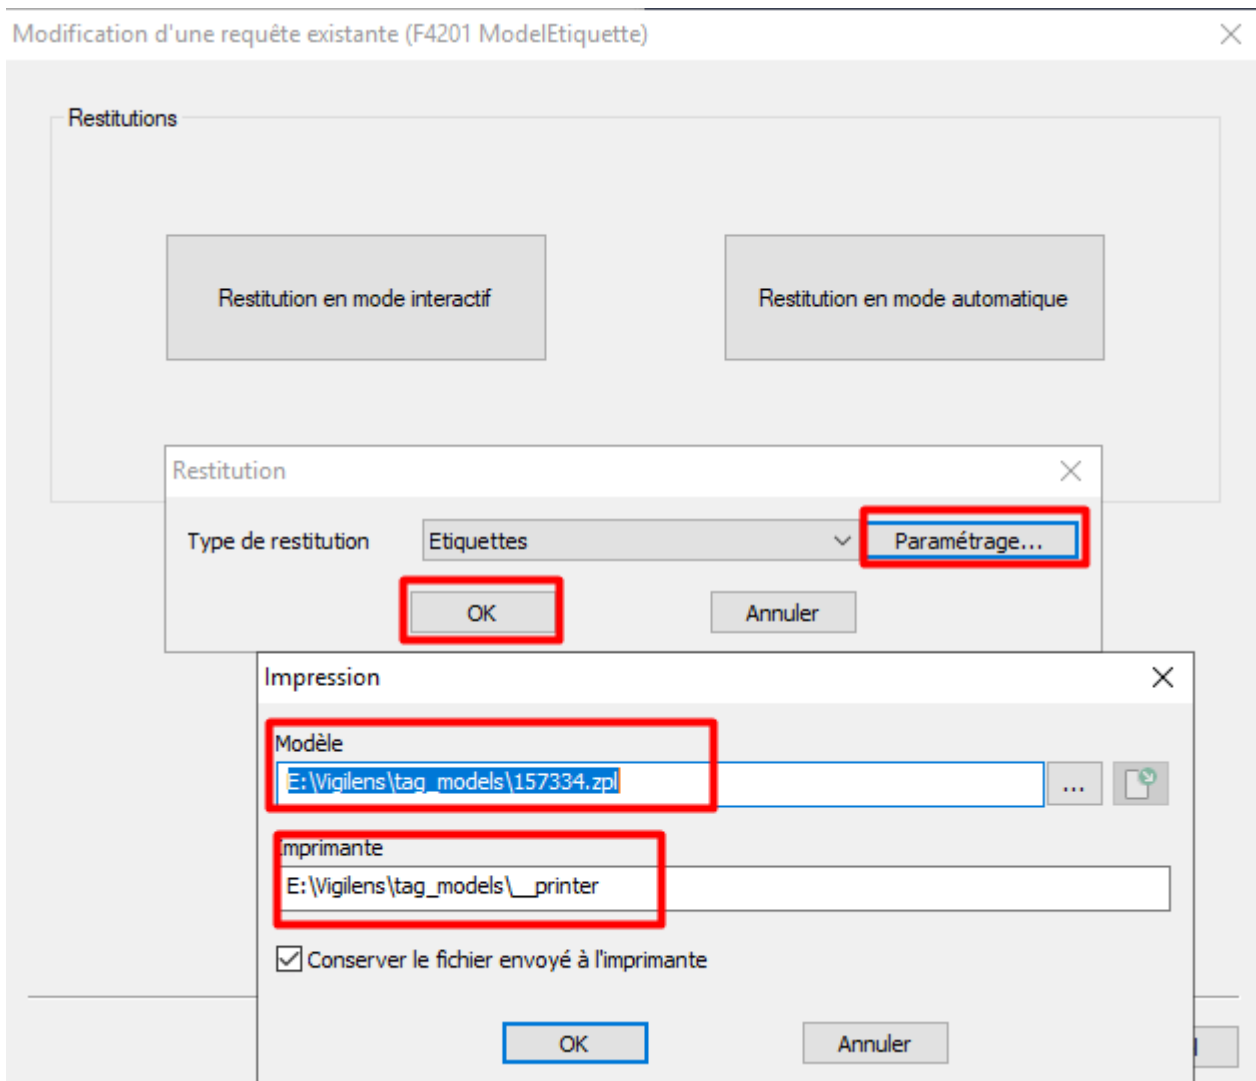 Modification d'une requête existante (F4201 ModelEtiquette)
Restitutions
Restitution en mode interactif
Restitution en mode automatique
Restitution
Type de restitution
Etiquettes
Paramétrage...
OK
Annuler
Impression
Modèle
E:\Vigilens\tag_models\157334.zpl
...
Imprimante
E:\Vigilens\tag_models\__printer
Conserver le fichier envoyé à l'imprimante
OK
Annuler